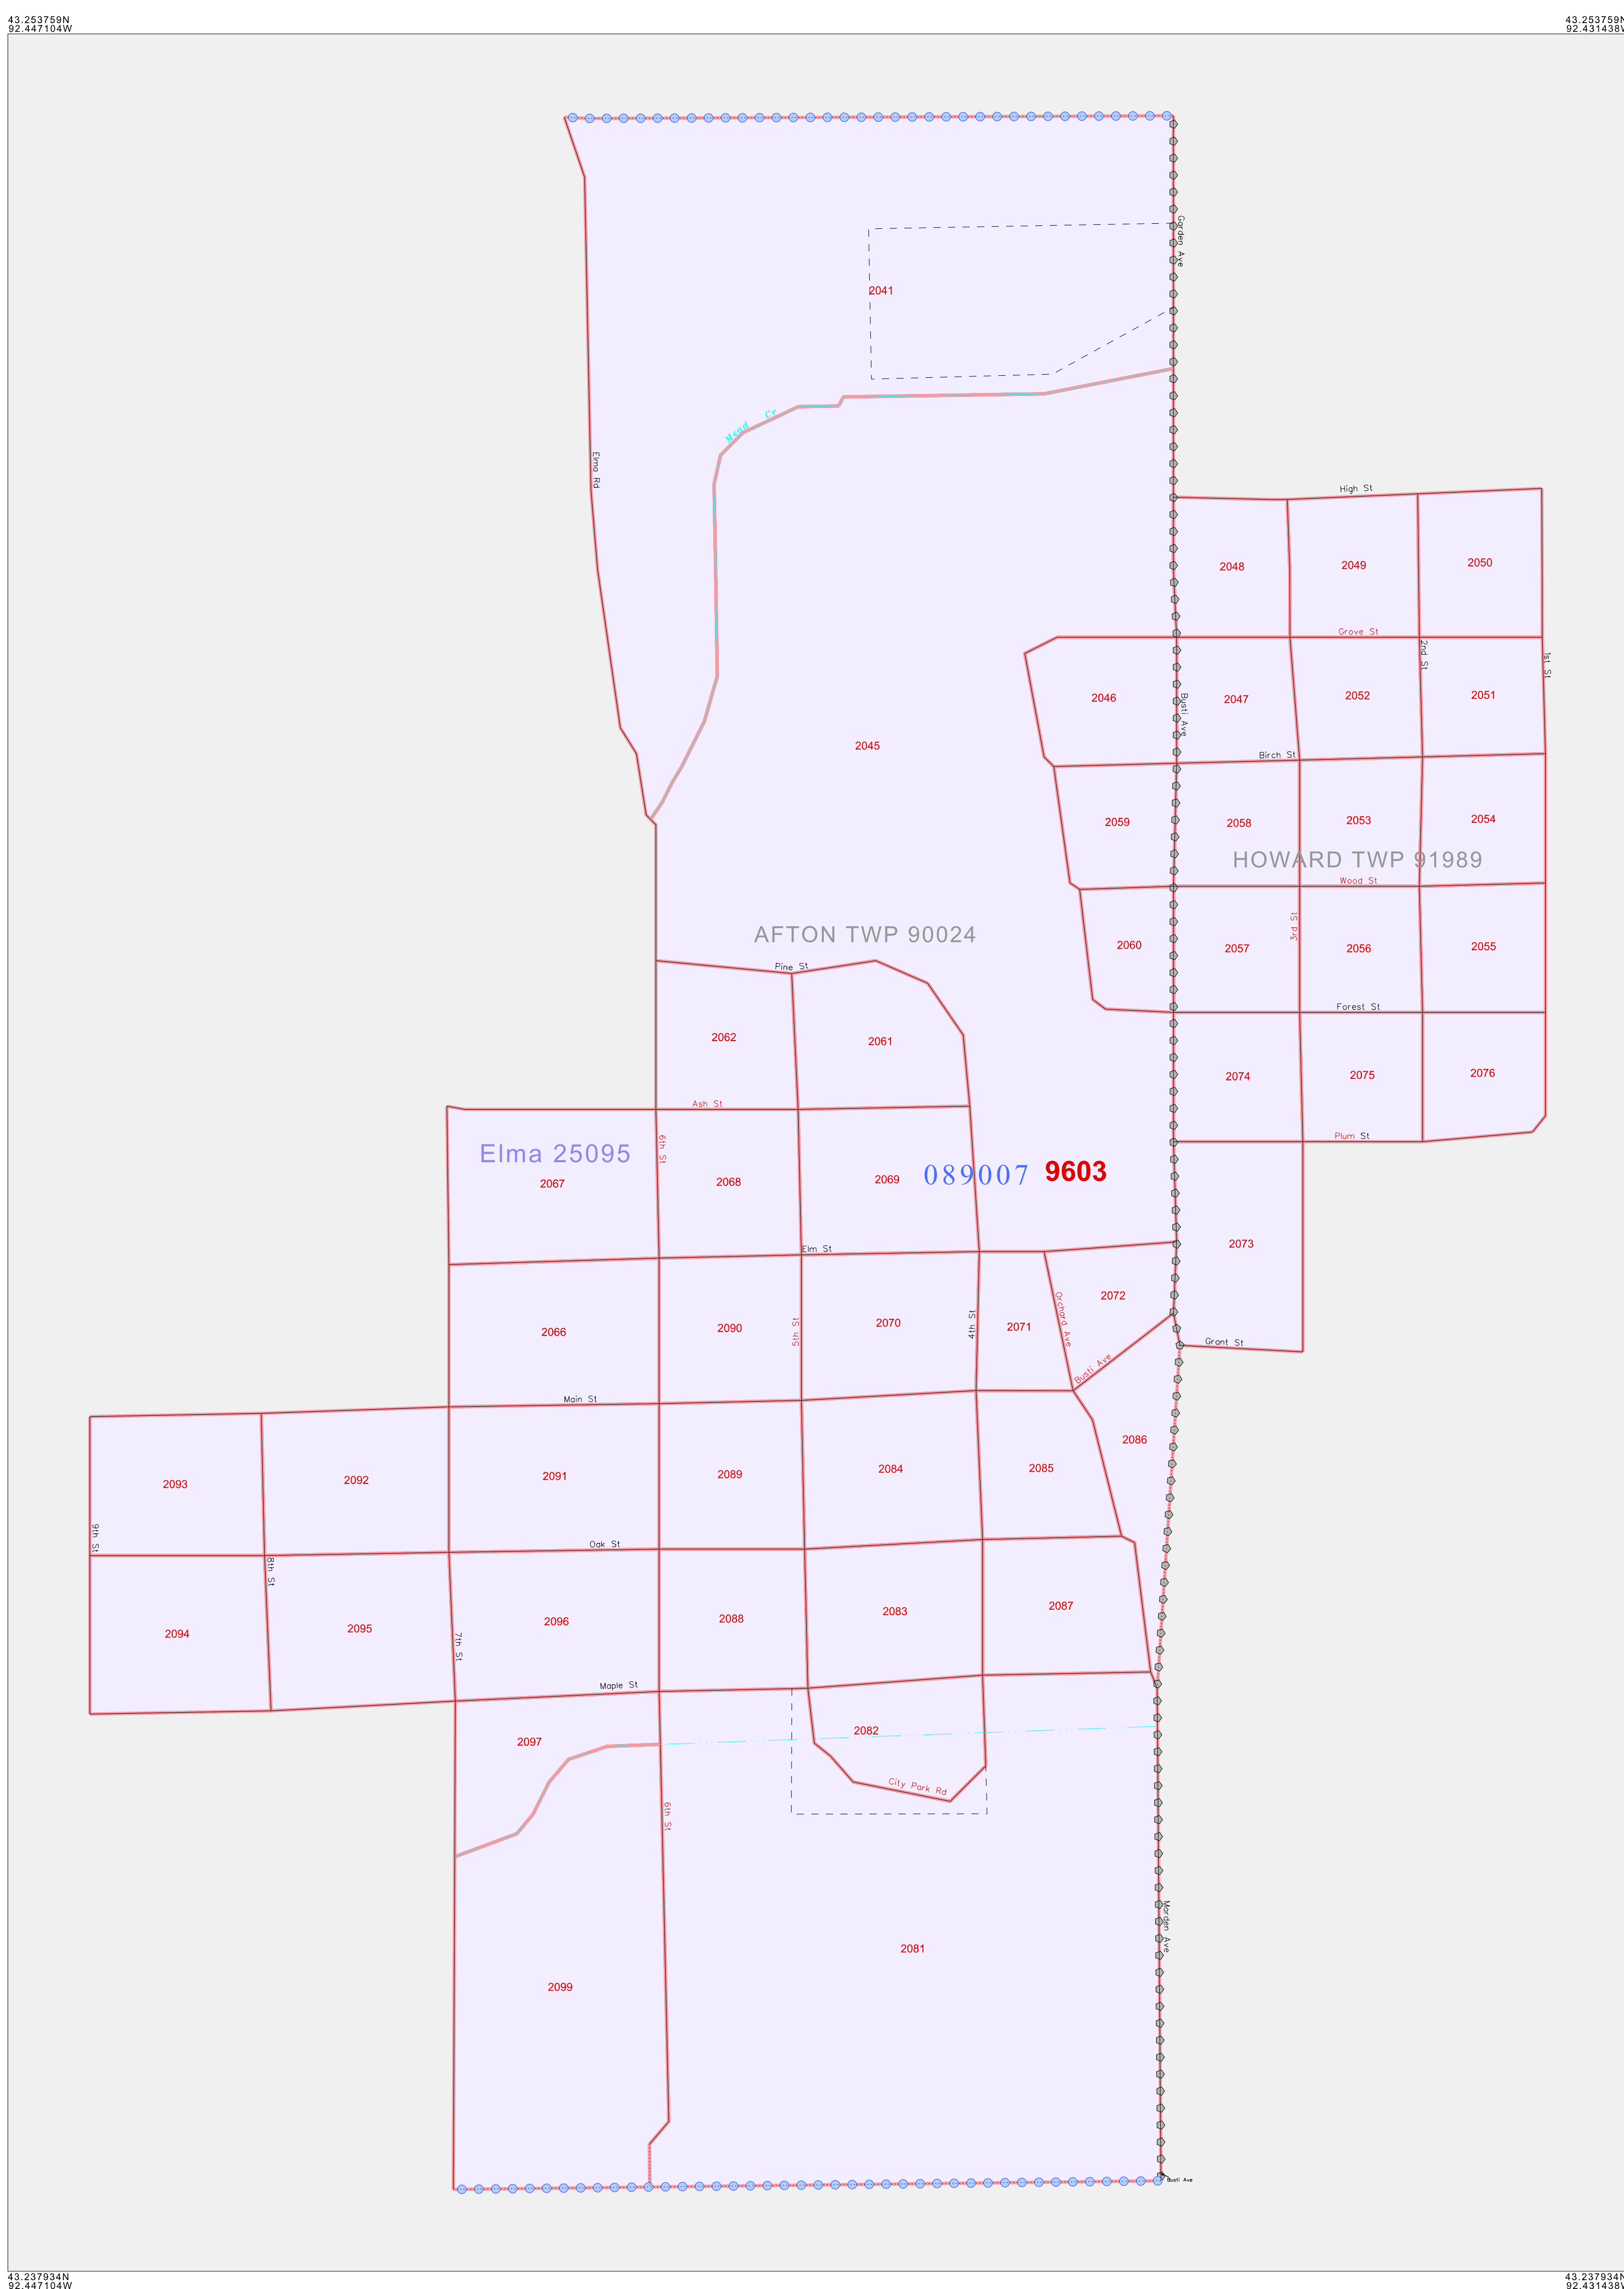 43.253759N
92.447104W
43.253759N
92.431438W
Garden Ave
2041
Mead Cr
Elma Rd
High St
2048
2049
2050
Grove St
2nd St
1st St
2046
2047
2052
2051
Busti Ave
2045
Birch St
2059
2058
2053
2054
HOWARD TWP 91989
Wood St
3rd St
AFTON TWP 90024
2060
2057
2056
2055
Pine St
Forest St
2062
2061
2074
2075
2076
Ash St
Plum St
6th St
Elma 25095
2067
2068
2069
089007
9603
Elm St
2073
2072
2066
2090
5th St
2070
4th St
2071
Orchard Ave
Grant St
Busti Ave
Main St
2093
2092
2091
2089
2084
2085
2086
9th St
Oak St
8th St
2094
2095
7th St
2096
2088
2083
2087
Maple St
2097
2082
City Park Rd
6th St
Marden Ave
2081
2099
Busti Ave
43.237934N
92.447104W
43.237934N
92.431438W